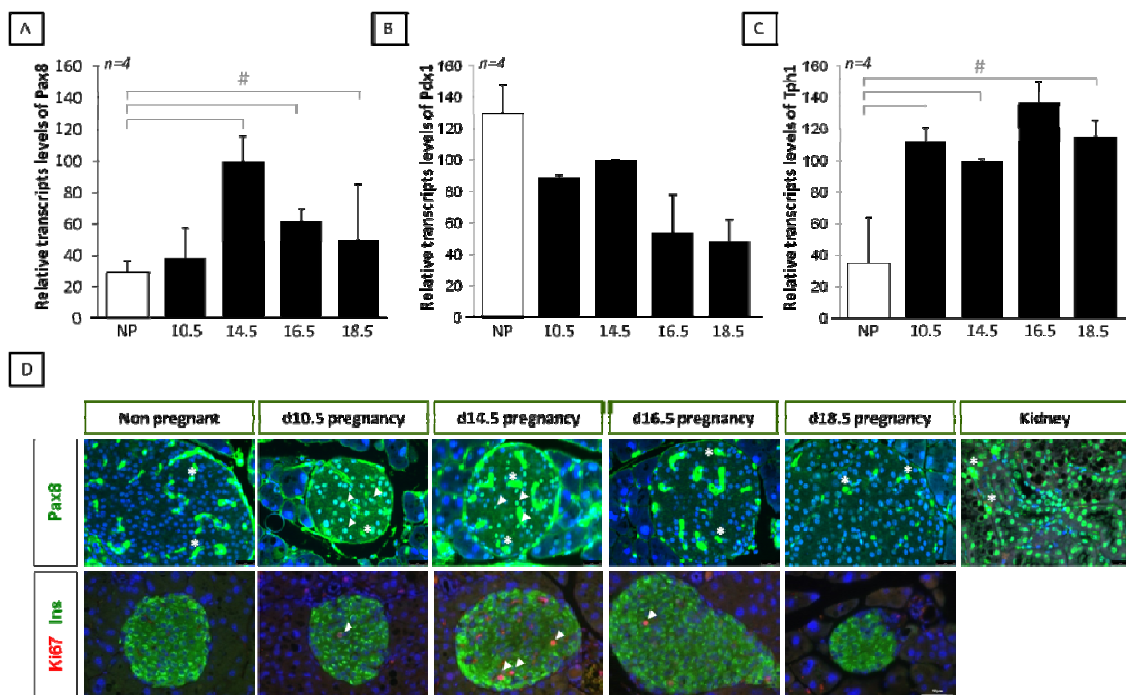 A
B
C
n=4
n=4
n=4
Relative transcripts levels of Pax8
160
140
120
100
80
60
40
20
0
#
NP 10.5 14.5 16.5 18.5
Relative transcripts levels of Pdx1
160
140
120
100
80
60
40
20
0
NP 10.5 14.5 16.5 18.5
Relative transcripts levels of Tph1
160
140
120
100
80
60
40
20
0
#
NP 10.5 14.5 16.5 18.5
D
Non pregnant d10.5 pregnancy d14.5 pregnancy d16.5 pregnancy d18.5 pregnancy Kidney
Pax8
* * * * * * * * * * * *
Ki67 Ins